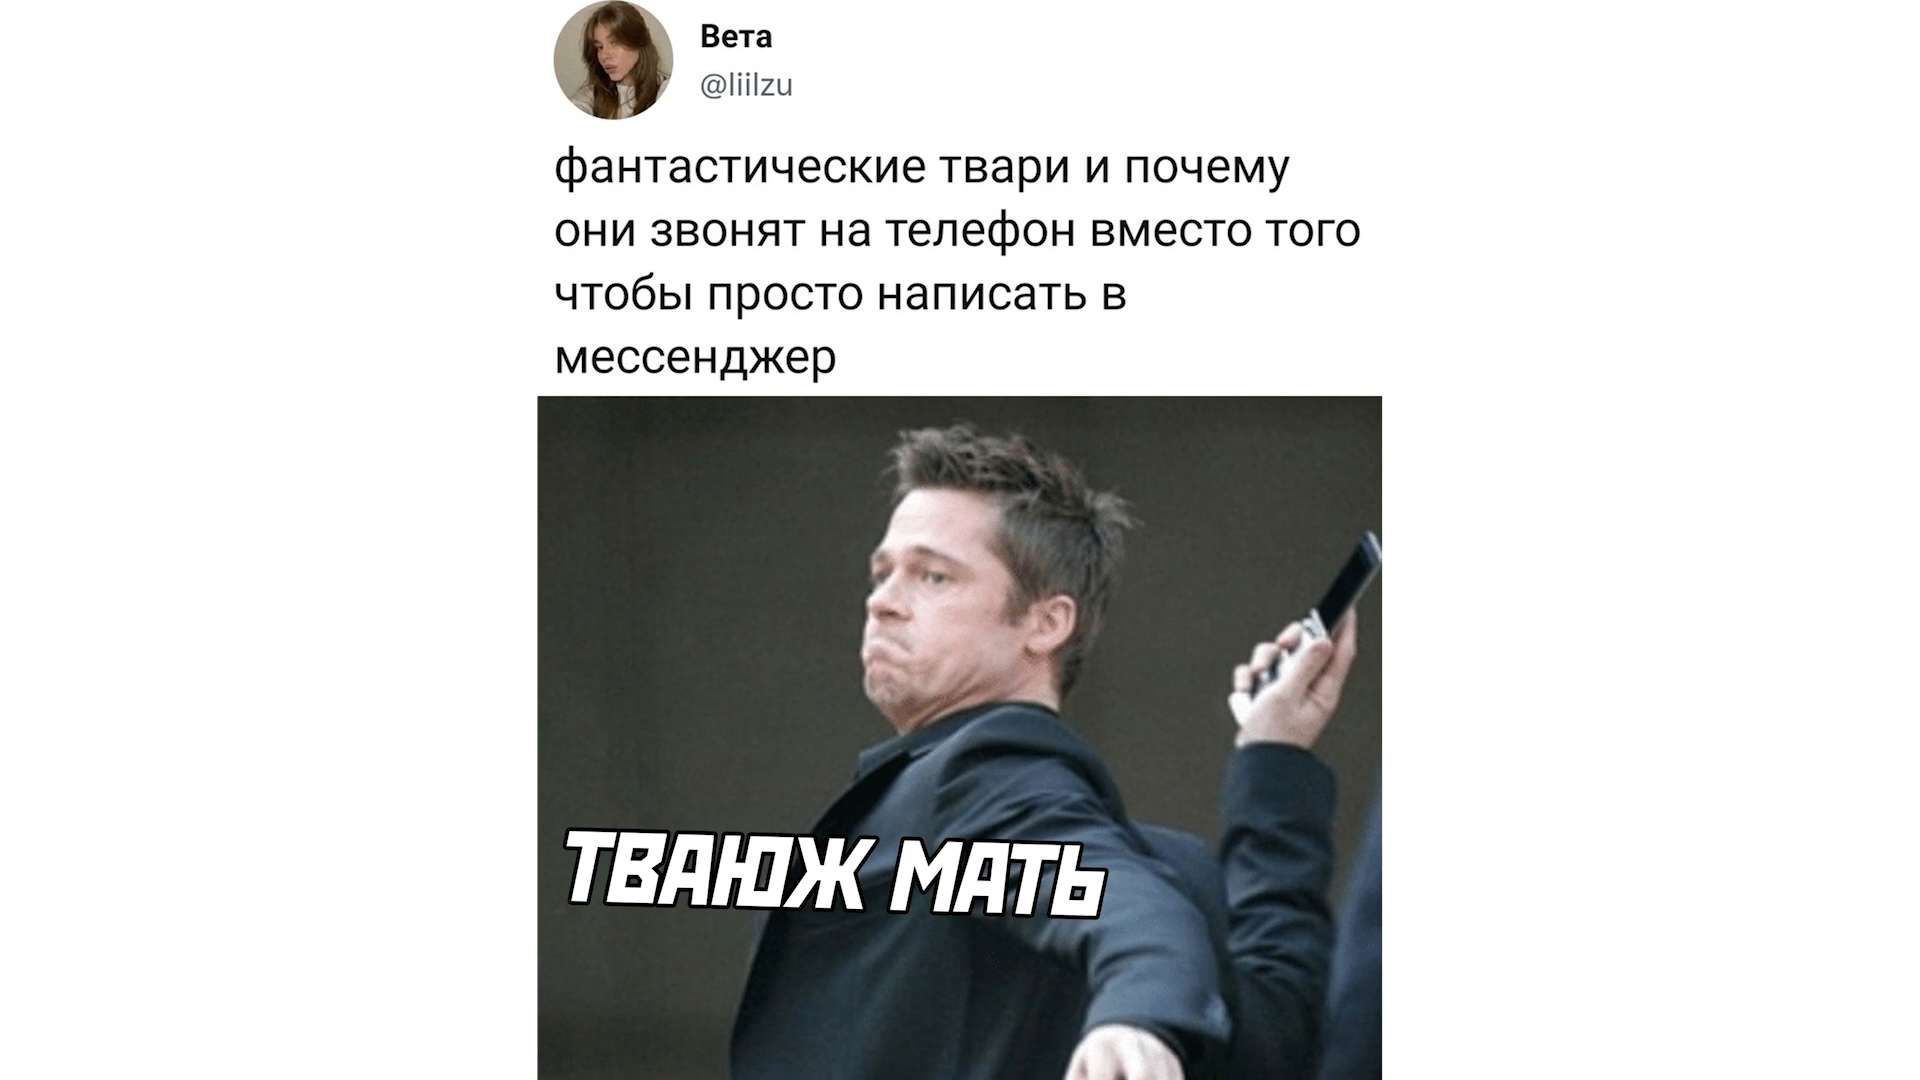 Вета
@liilzu
фантастические твари и почему
они звонят на телефон вместо того
чтобы просто написать в
мессенджер
ТВАЮЖ МАТЬ